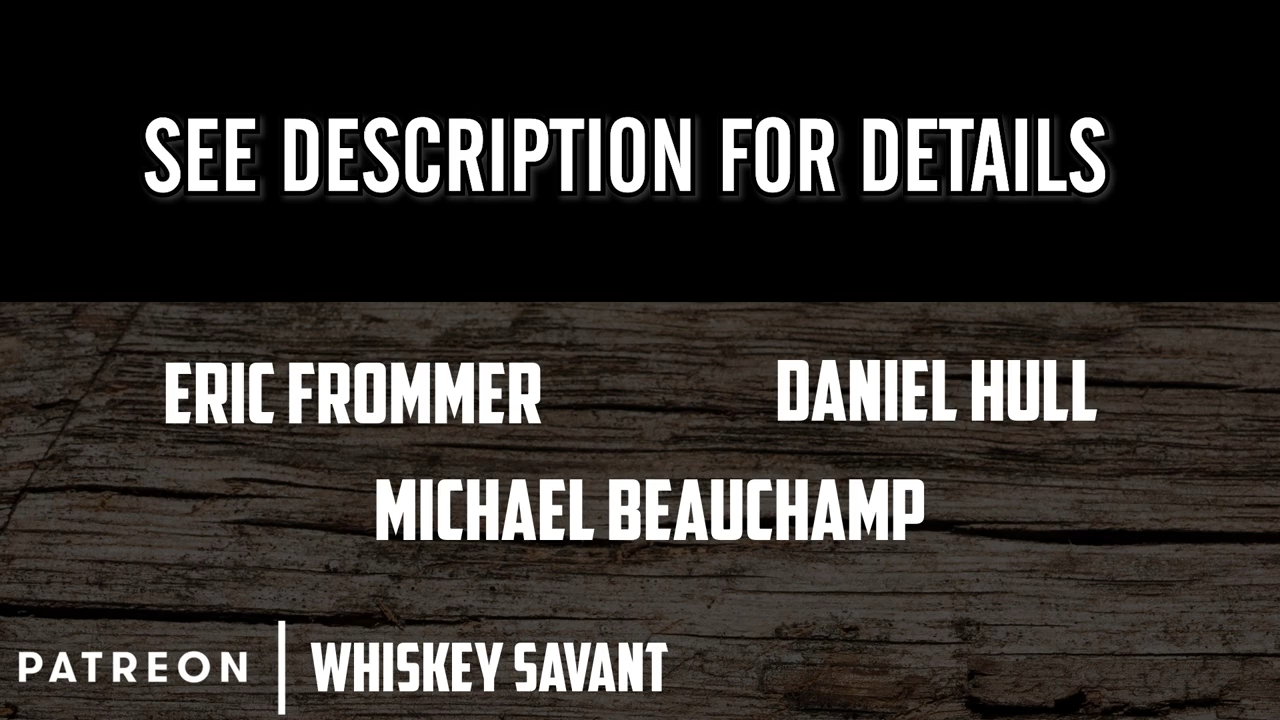 SEE DESCRIPTION FOR DETAILS
ERIC FROMMER
DANIEL HULL
MICHAEL BEAUCHAMP
PATREON | WHISKEY SAVANT